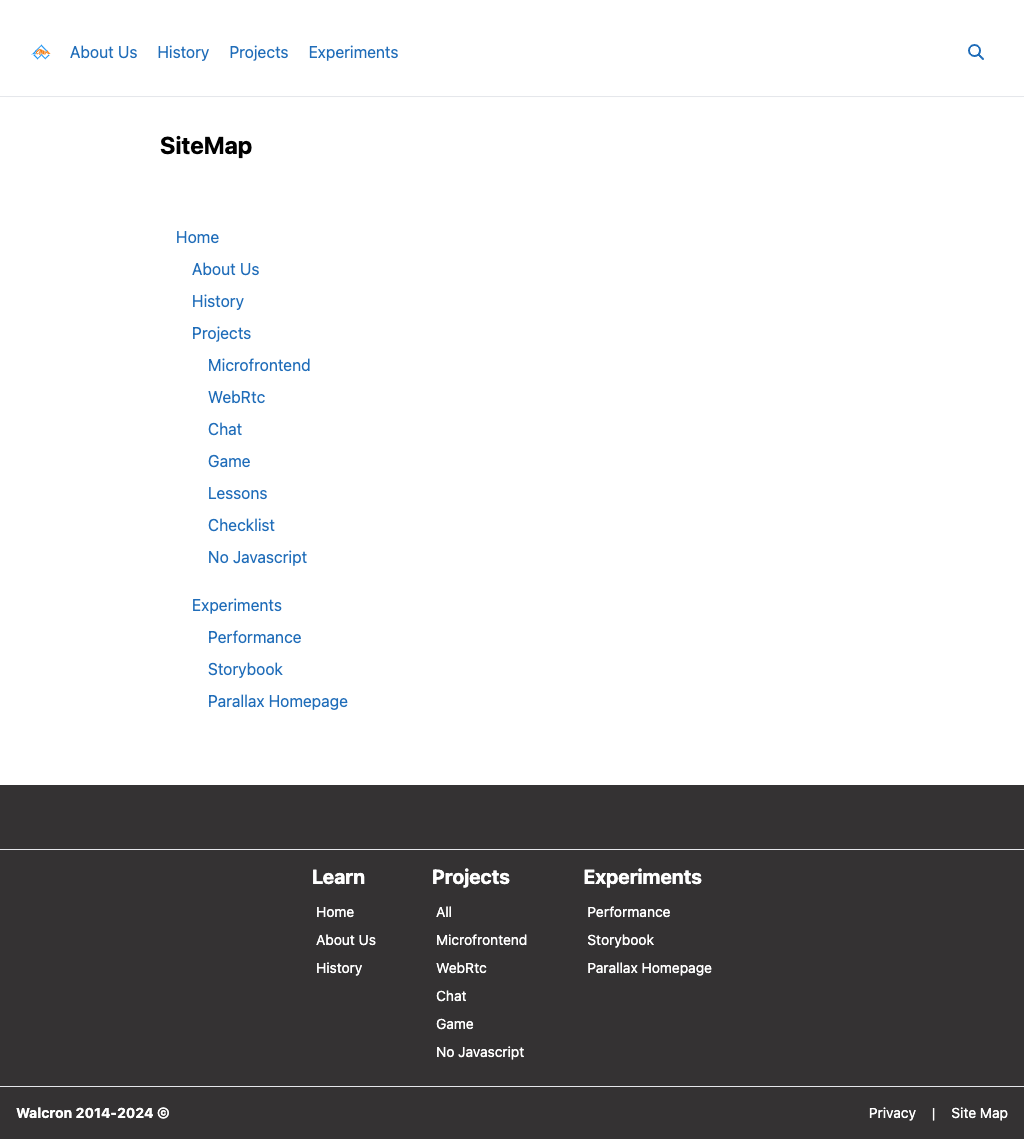 About Us History Projects Experiments
SiteMap
Home
About Us
History
Projects
Microfrontend
WebRtc
Chat
Game
Lessons
Checklist
No Javascript
Experiments
Performance
Storybook
Parallax Homepage
Learn
Home
About Us
History
Projects
All
Microfrontend
WebRtc
Chat
Game
No Javascript
Experiments
Performance
Storybook
Parallax Homepage
Walcron 2014-2024 ©
Privacy | Site Map